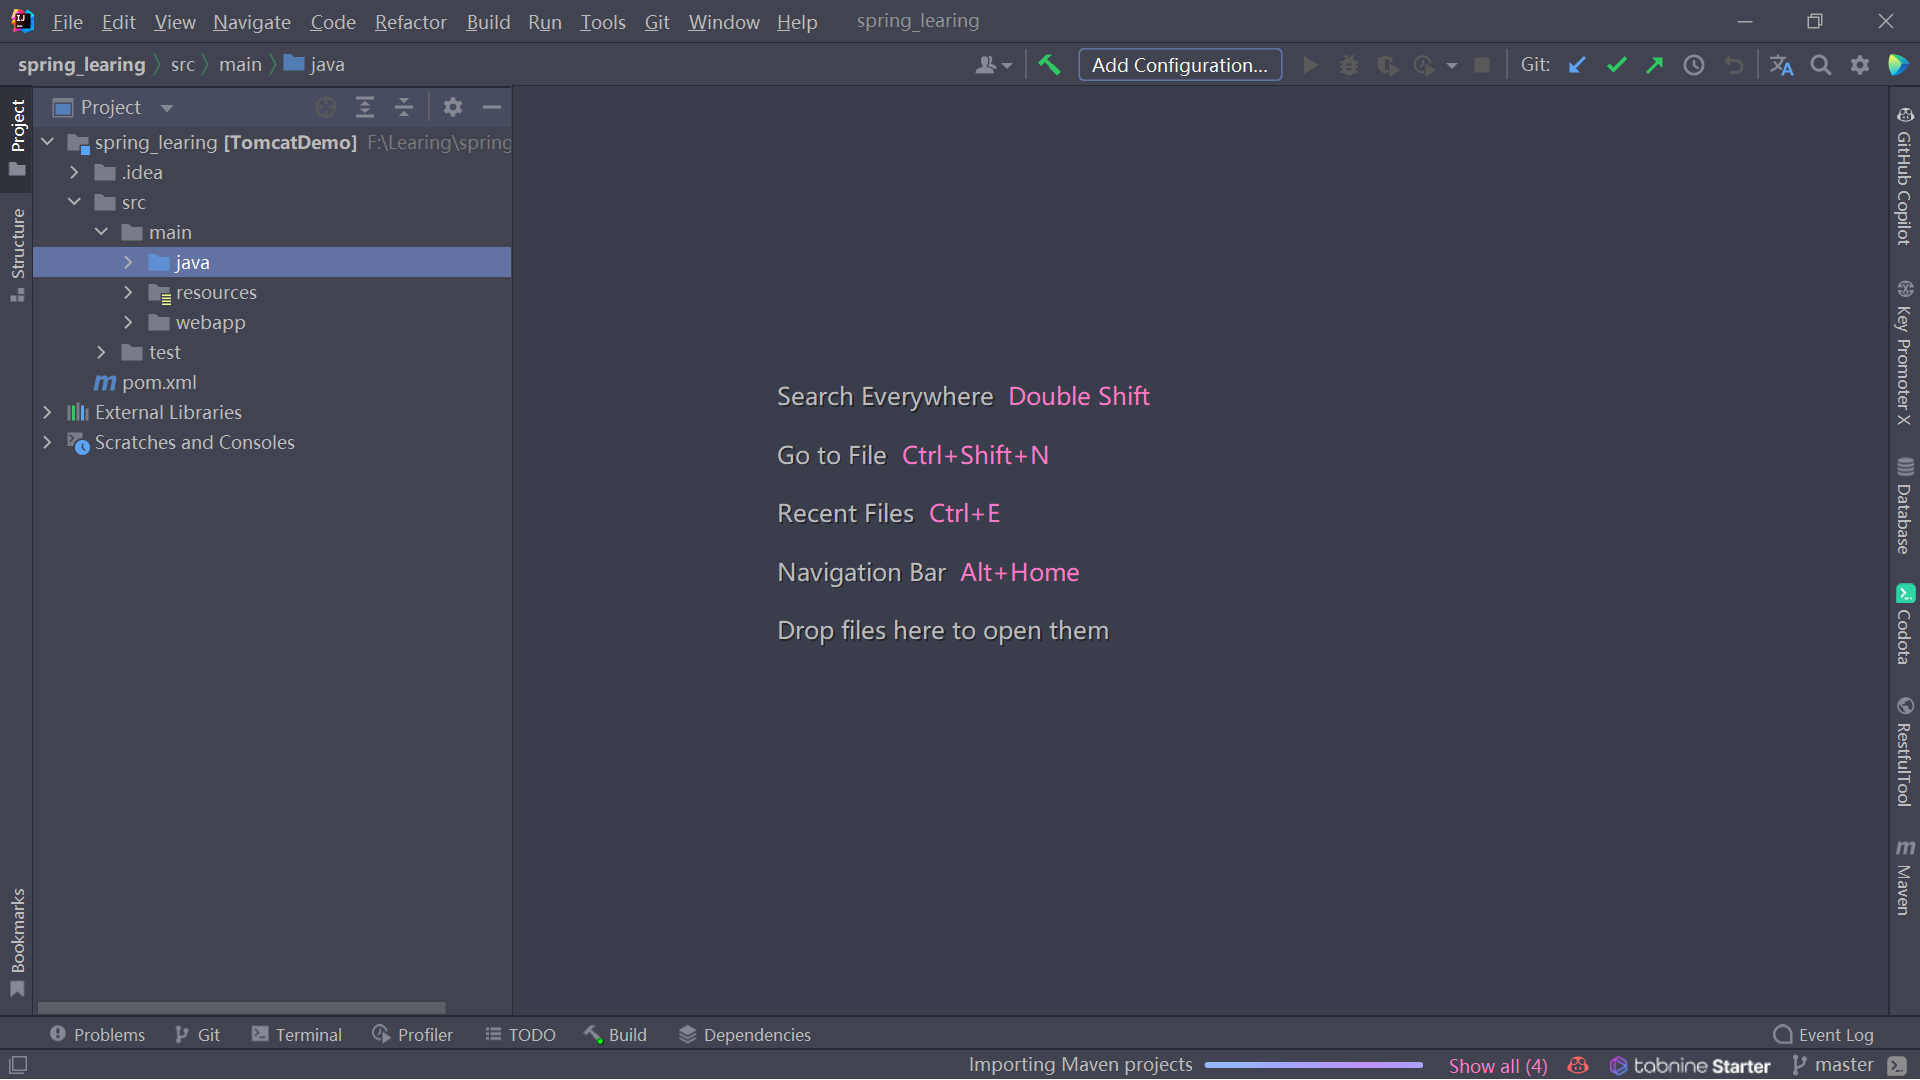 File Edit View Navigate Code Refactor Build Run Tools Git Window Help spring_learing
spring_learing src main java Add Configuration... Git:
Project
spring_learing [TomcatDemo] F:\Learing\spring
.idea
src
main
java
resources
webapp
test
pom.xml
External Libraries
Scratches and Consoles
Project
Structure
Bookmarks
Search Everywhere Double Shift
Go to File Ctrl+Shift+N
Recent Files Ctrl+E
Navigation Bar Alt+Home
Drop files here to open them
GitHub Copilot
Key Promoter X
Database
Codota
RestfulTool
m Maven
Problems Git Terminal Profiler TODO Build Dependencies Event Log
Importing Maven projects Show all (4) tabnine Starter master